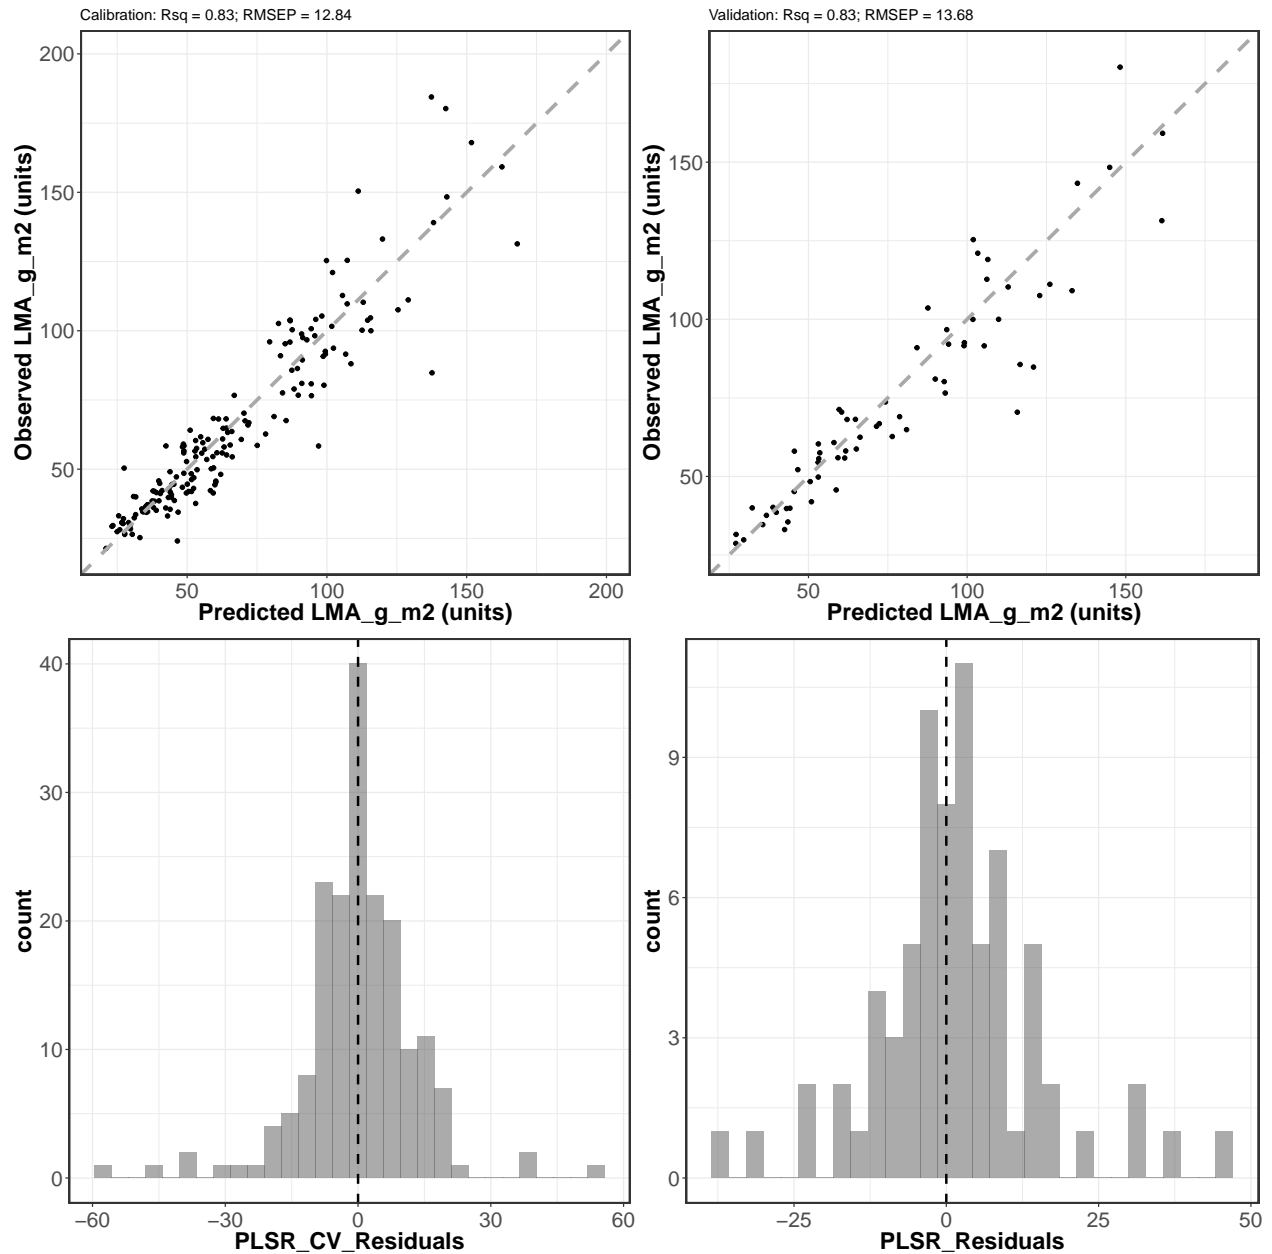 Calibration: Rsq = 0.83; RMSEP = 12.84
Observed LMA_g_m2 (units)
200
150
100
50
50 100 150 200
Predicted LMA_g_m2 (units)
Validation: Rsq = 0.83; RMSEP = 13.68
Observed LMA_g_m2 (units)
150
100
50
50 100 150
Predicted LMA_g_m2 (units)
count
40
30
20
10
0
−60 −30 0 30 60
PLSR_CV_Residuals
count
9
6
3
0
−25 0 25 50
PLSR_Residuals